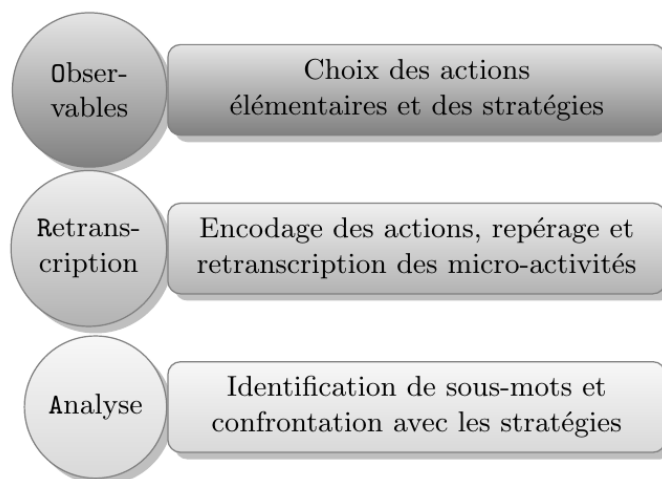 Obser-
vables
Choix des actions
élémentaires et des stratégies
Retrans-
cription
Encodage des actions, repérage et
retranscription des micro-activités
Analyse
Identification de sous-mots et
confrontation avec les stratégies